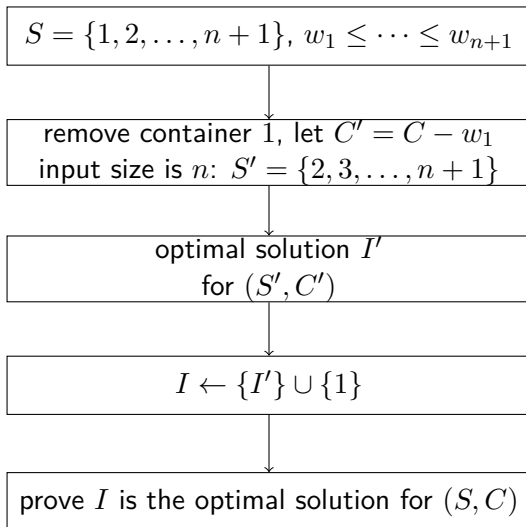 S = {1, 2, . . . , n + 1}, w₁ ≤ · · · ≤ wₙ₊₁
remove container 1, let C′ = C − w₁
input size is n: S′ = {2, 3, . . . , n + 1}
optimal solution I′
for (S′, C′)
I ← {I′} ∪ {1}
prove I is the optimal solution for (S, C)